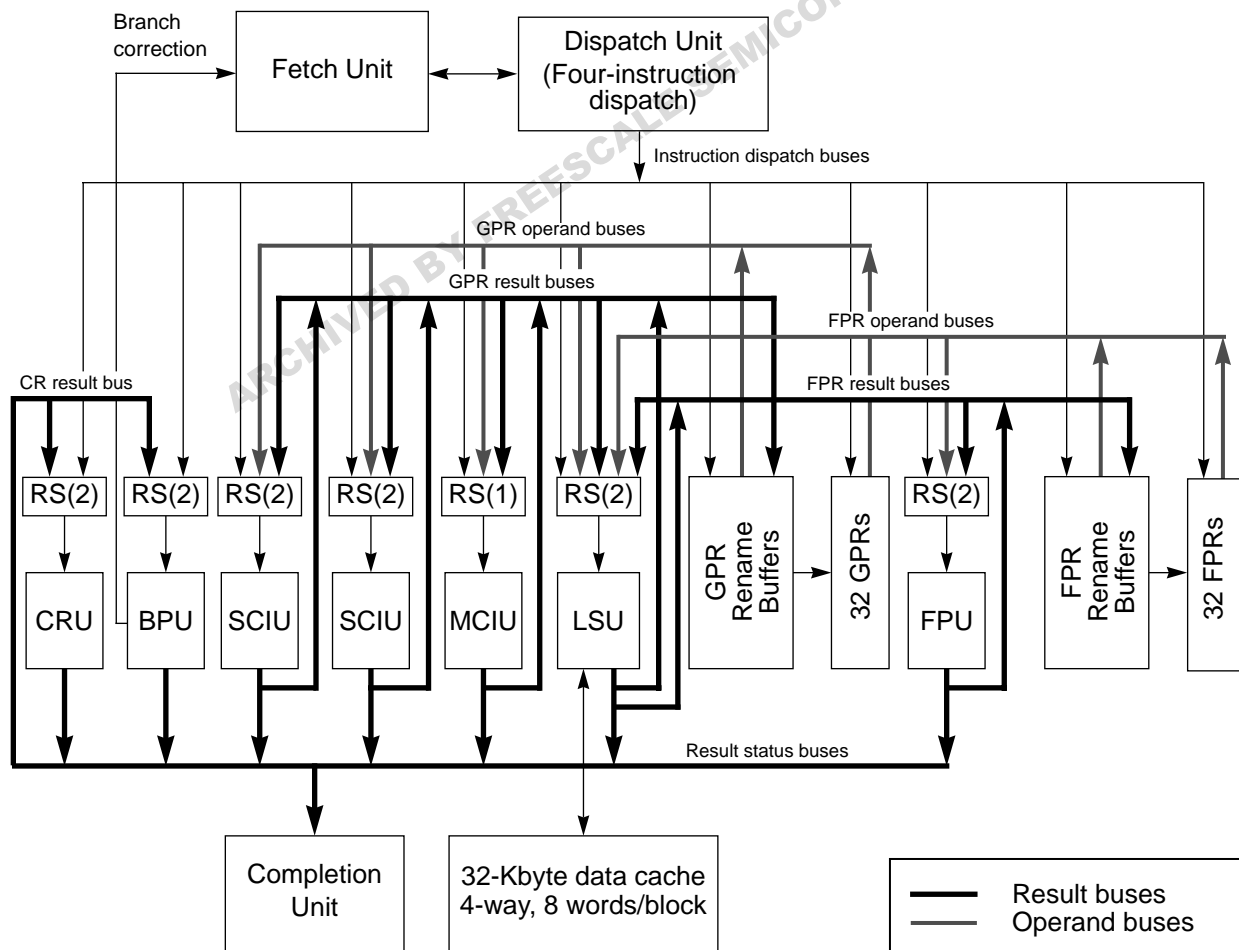 Branch
correction
Fetch Unit
Dispatch Unit
(Four-instruction
dispatch)
ARCHIVED BY FREESCALE
Instruction dispatch buses
GPR operand buses
GPR result buses
FPR operand buses
CR result bus
FPR result buses
RS(2)
RS(2)
RS(2)
RS(2)
RS(1)
RS(2)
RS(2)
CRU
BPU
SCIU
SCIU
MCIU
LSU
GPR
Rename
Buffers
32 GPRs
FPU
FPR
Rename
Buffers
32 FPRs
Result status buses
Completion
Unit
32-Kbyte data cache
4-way, 8 words/block
Result buses
Operand buses